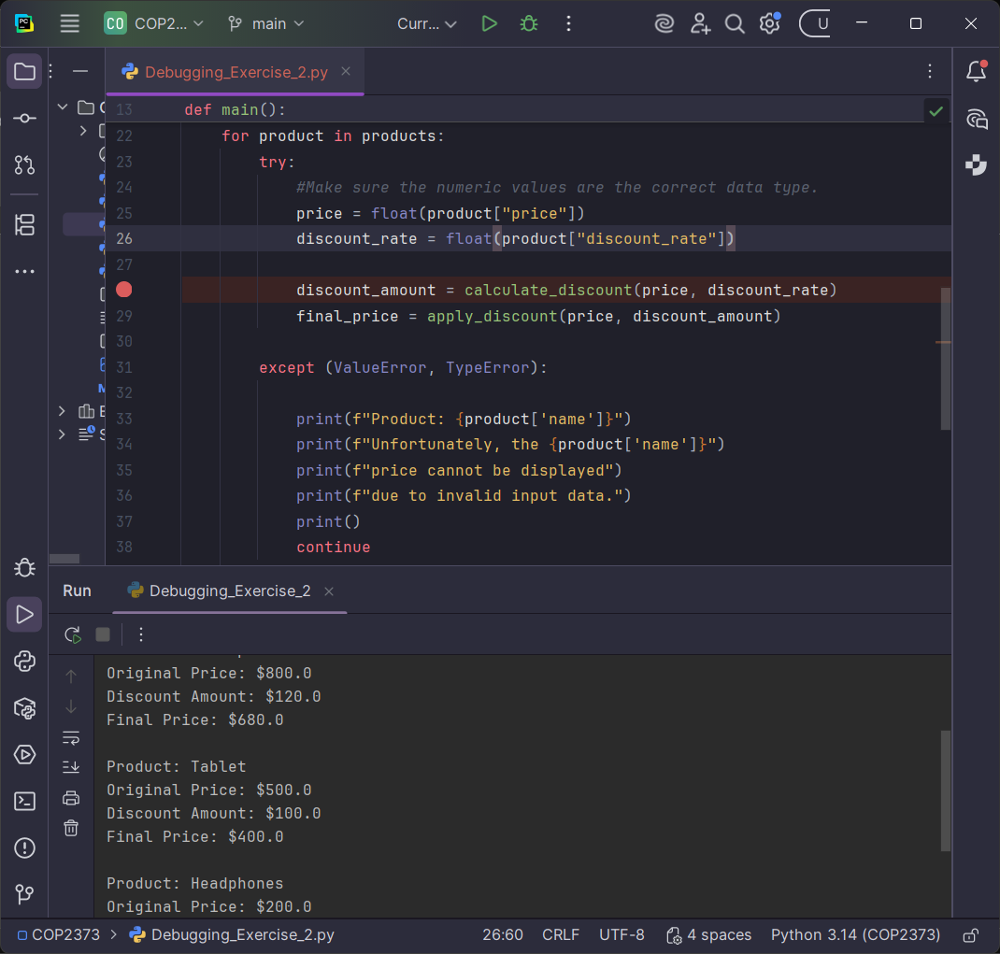 PC CO COP2... main Curr... U
Debugging_Exercise_2.py
13 def main():
22 for product in products:
23 try:
24 #Make sure the numeric values are the correct data type.
25 price = float(product["price"])
26 discount_rate = float(product["discount_rate"])
27
discount_amount = calculate_discount(price, discount_rate)
29 final_price = apply_discount(price, discount_amount)
30
31 except (ValueError, TypeError):
32
33 print(f"Product: {product['name']}")
34 print(f"Unfortunately, the {product['name']}")
35 print(f"price cannot be displayed")
36 print(f"due to invalid input data.")
37 print()
38 continue
Run Debugging_Exercise_2
Original Price: $800.0
Discount Amount: $120.0
Final Price: $680.0
Product: Tablet
Original Price: $500.0
Discount Amount: $100.0
Final Price: $400.0
Product: Headphones
Original Price: $200.0
COP2373 > Debugging_Exercise_2.py 26:60 CRLF UTF-8 4 spaces Python 3.14 (COP2373)